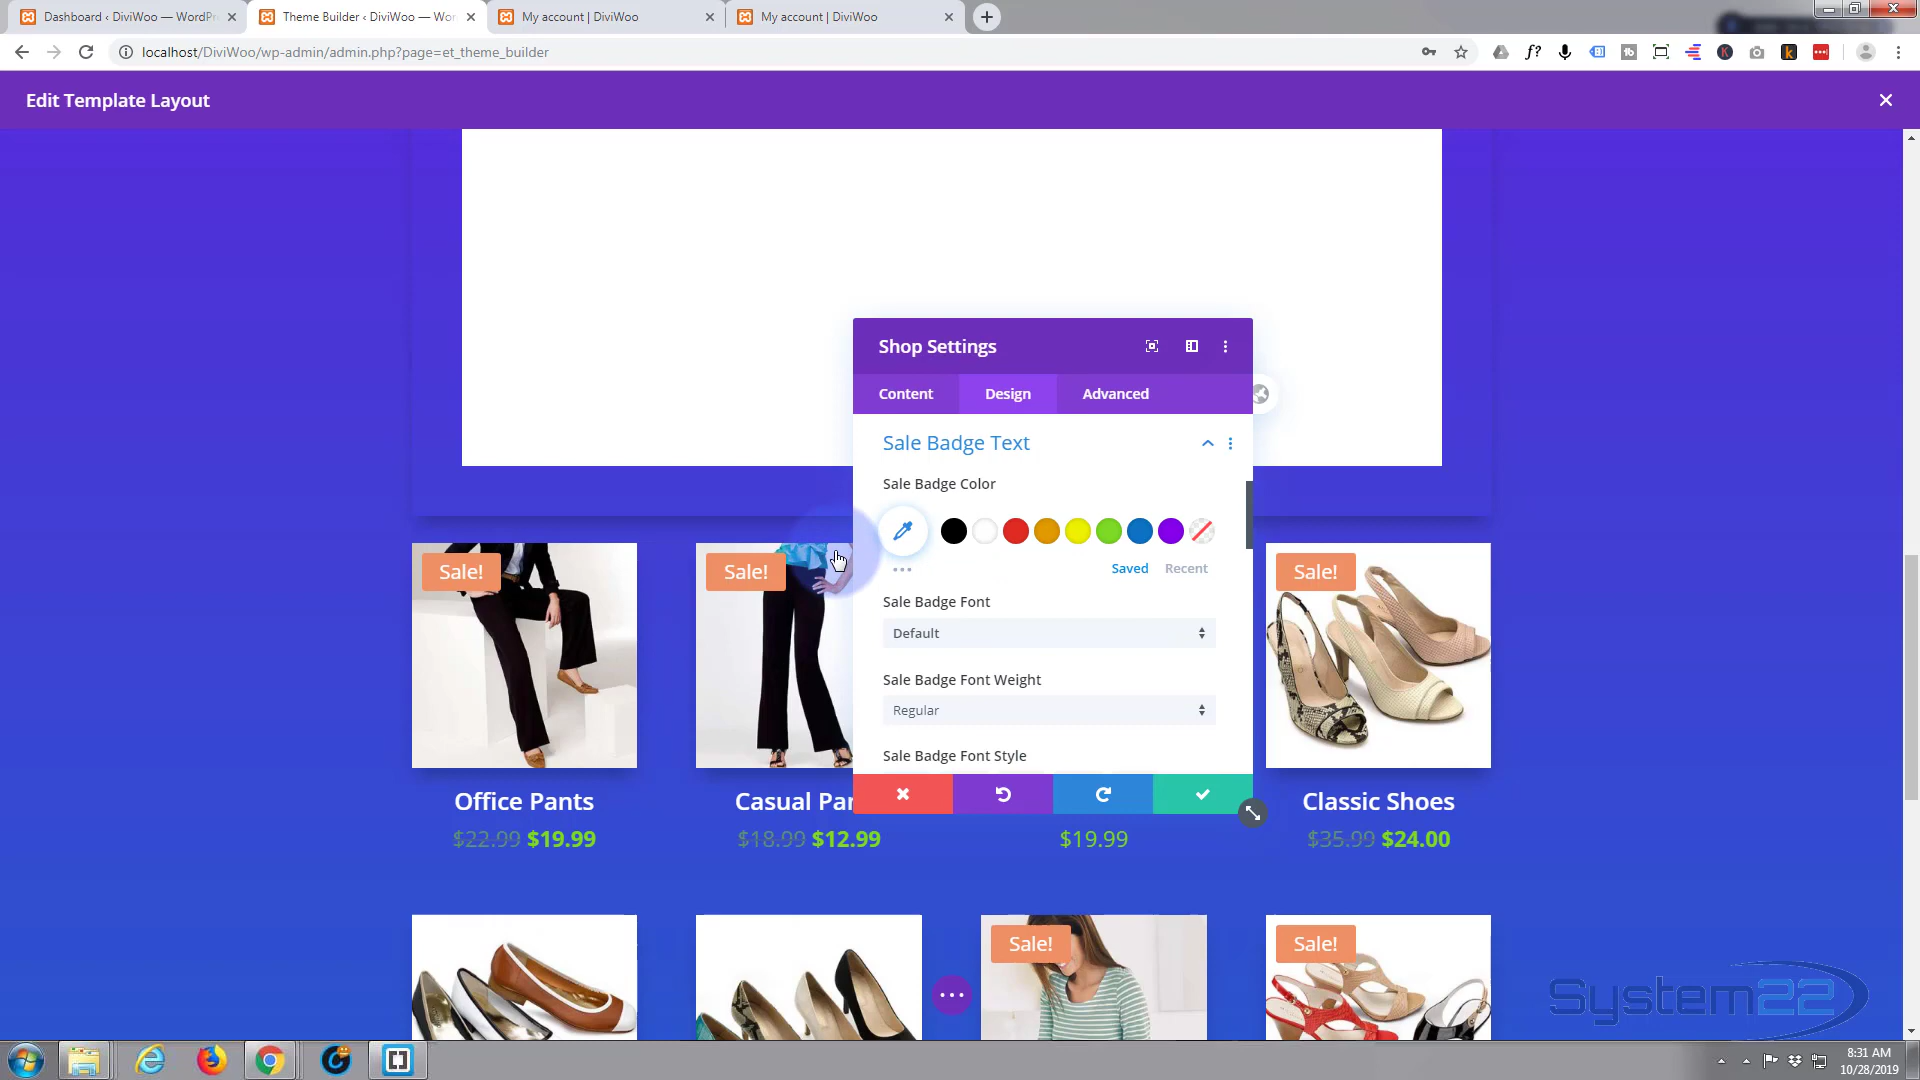 Dashboard ‹ DiviWoo — WordPr
Theme Builder ‹ DiviWoo — Wor
My account | DiviWoo
My account | DiviWoo
localhost/DiviWoo/wp-admin/admin.php?page=et_theme_builder
Edit Template Layout
Shop Settings
Content
Design
Advanced
Sale Badge Text
Sale Badge Color
Saved
Recent
Sale Badge Font
Default
Sale Badge Font Weight
Regular
Sale Badge Font Style
Sale!
Sale!
Sale!
Office Pants
Casual Pan
Classic Shoes
$22.99 $19.99
$18.99 $12.99
$19.99
$35.99 $24.00
Sale!
Sale!
System22
8:31 AM
10/28/2019